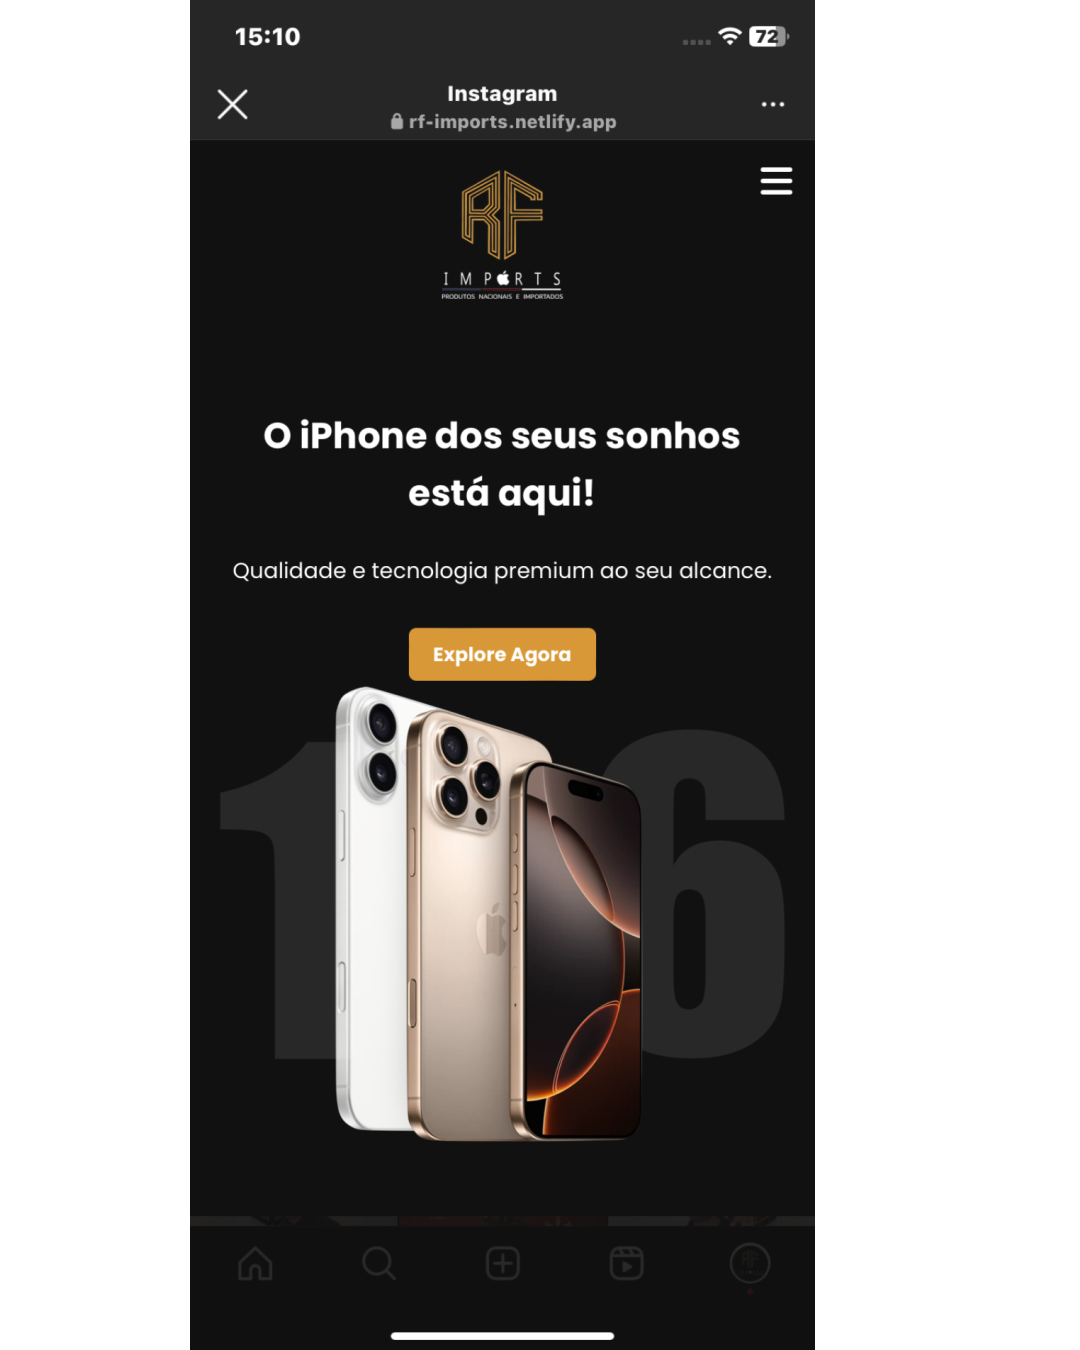 15:10
72
Instagram
rf-imports.netlify.app
RF
IMPORTS
PRODUTOS NACIONAIS E IMPORTADOS
O iPhone dos seus sonhos
está aqui!
Qualidade e tecnologia premium ao seu alcance.
Explore Agora
16